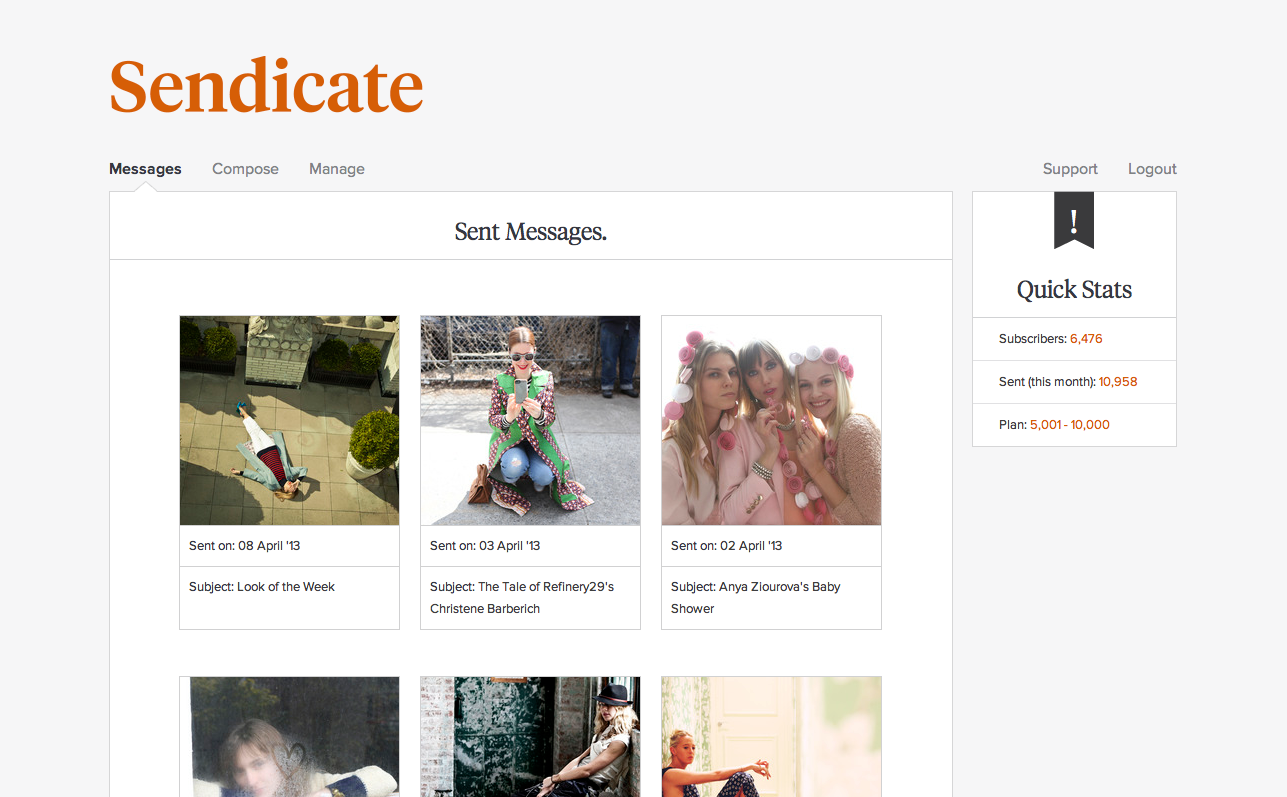 Sendicate
Messages Compose Manage Support Logout
Sent Messages.
Sent on: 08 April '13
Subject: Look of the Week
Sent on: 03 April '13
Subject: The Tale of Refinery29's
Christene Barberich
Sent on: 02 April '13
Subject: Anya Ziourova's Baby
Shower
!
Quick Stats
Subscribers: 6,476
Sent (this month): 10,958
Plan: 5,001 - 10,000